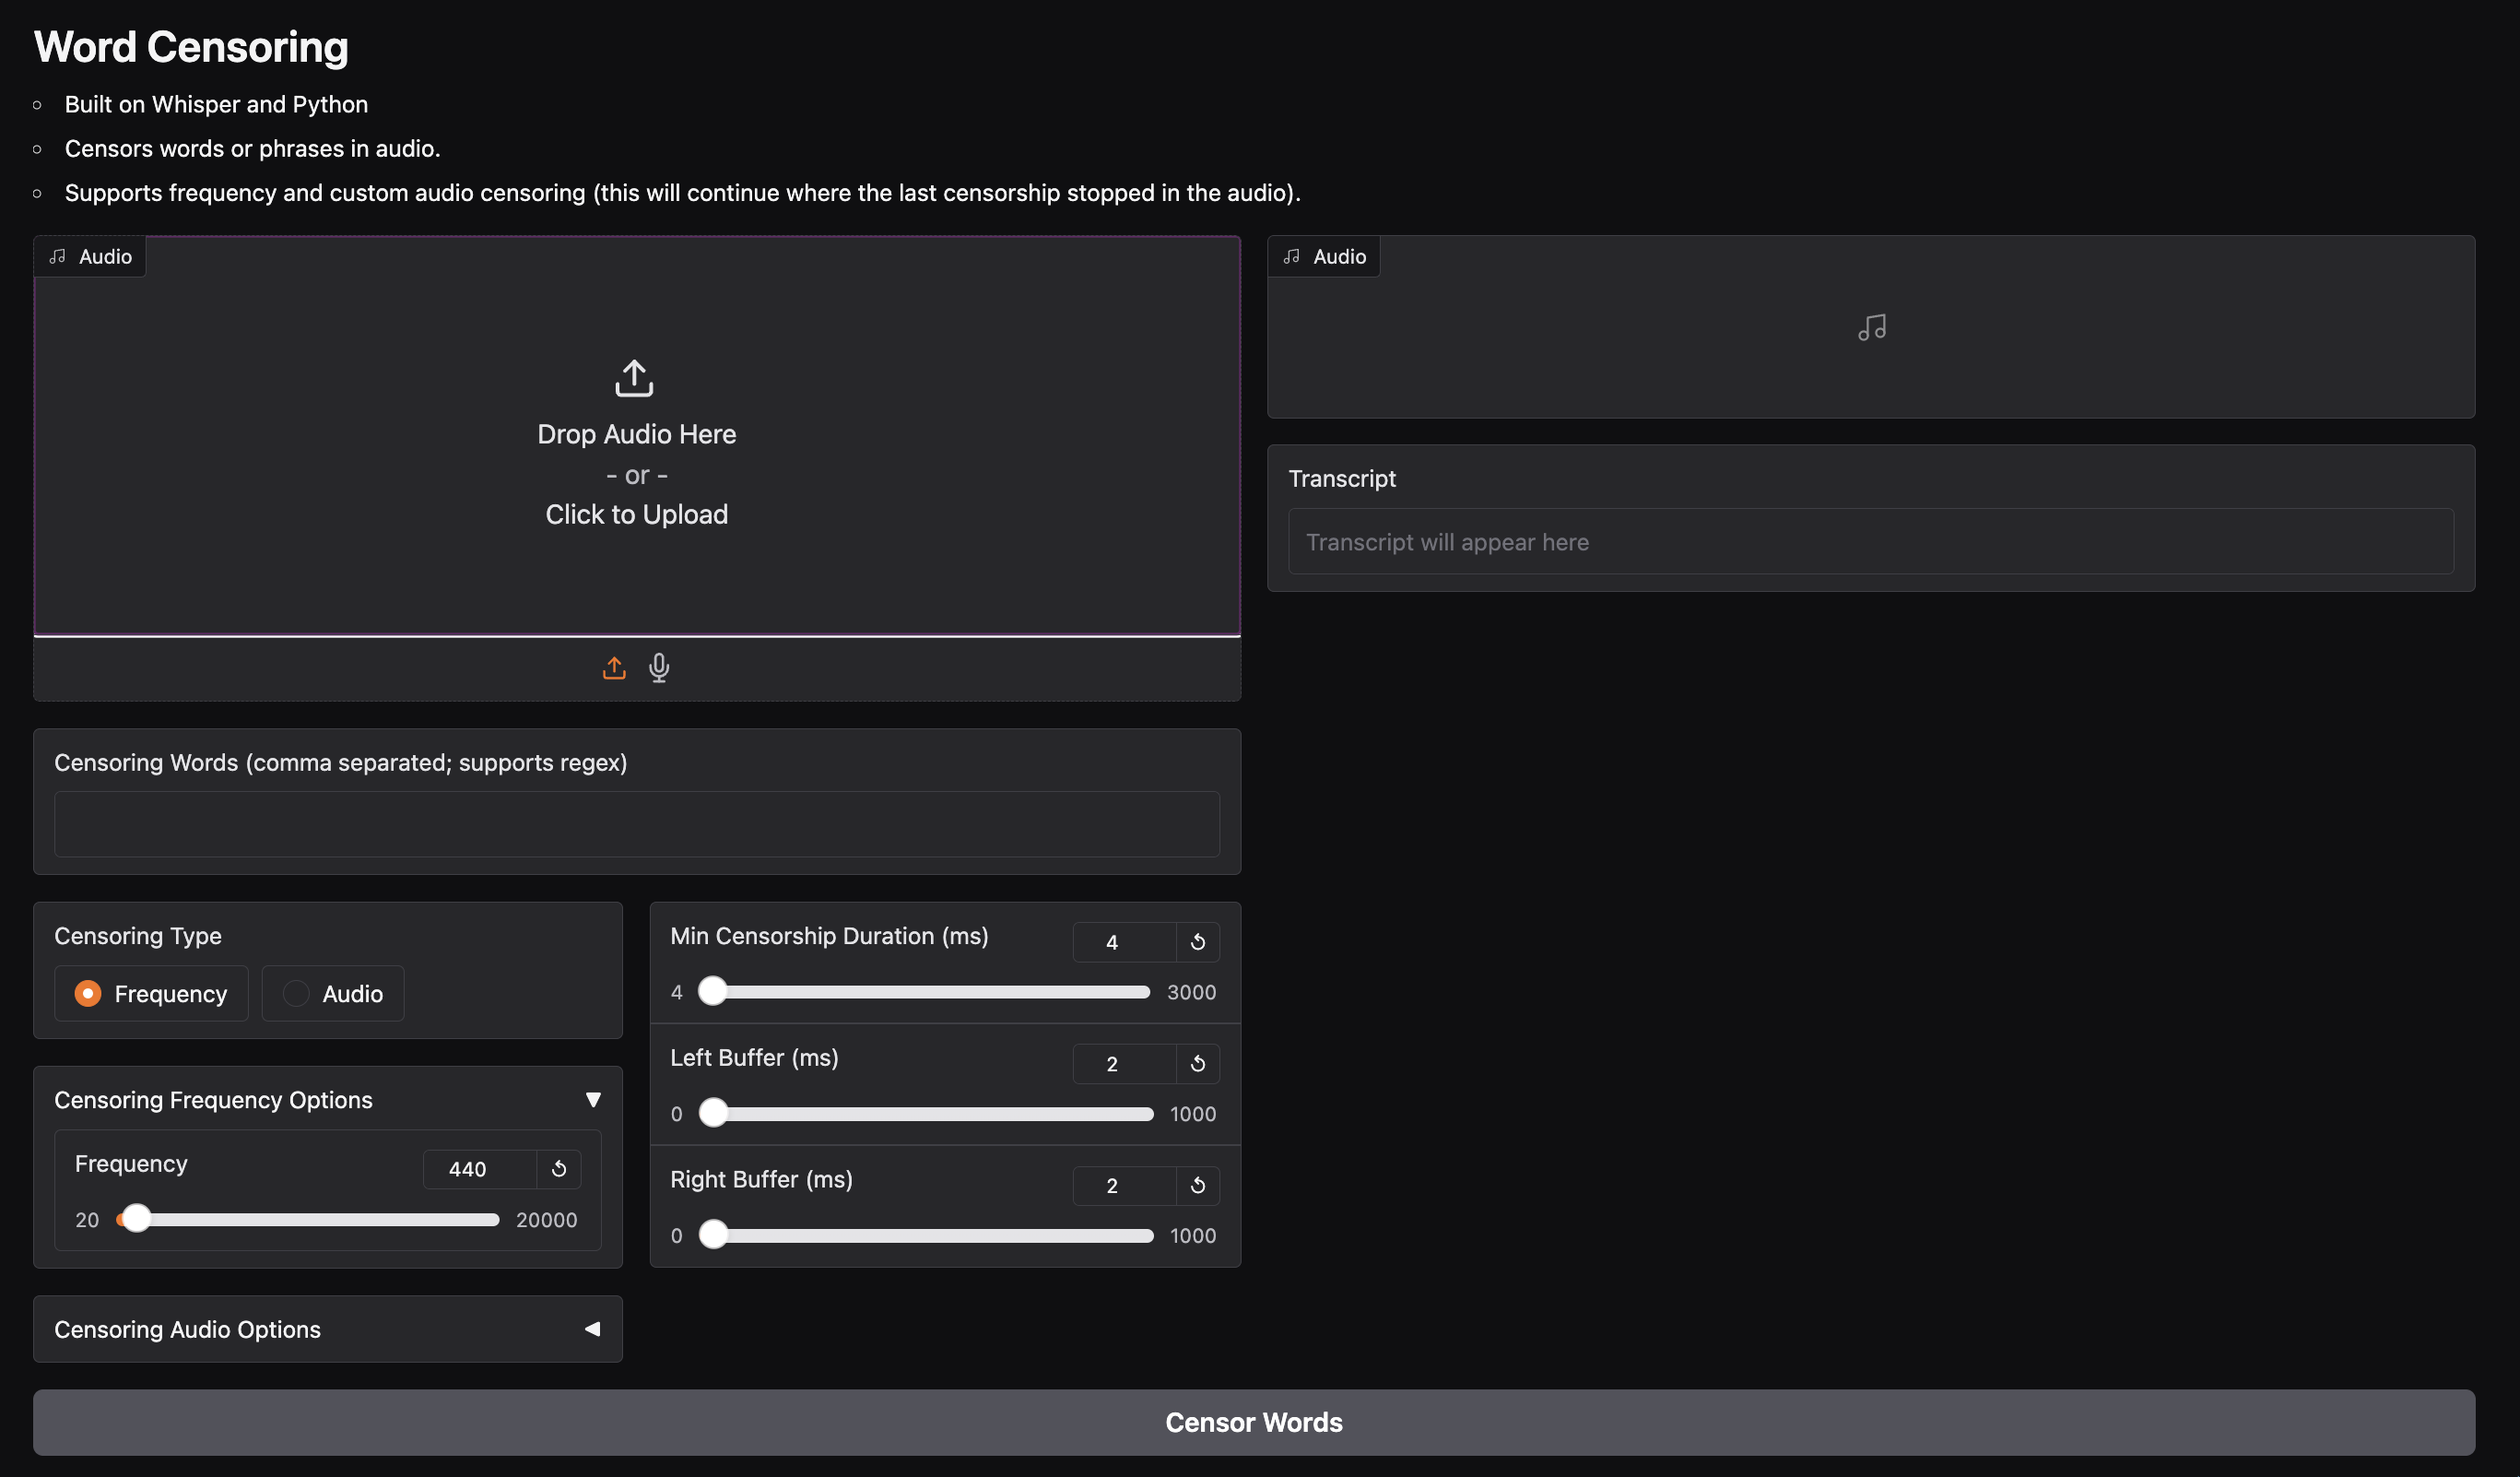 Word Censoring
Built on Whisper and Python
Censors words or phrases in audio.
Supports frequency and custom audio censoring (this will continue where the last censorship stopped in the audio).
Audio
Drop Audio Here
- or -
Click to Upload
Audio
Transcript
Transcript will appear here
Censoring Words (comma separated; supports regex)
Censoring Type
Frequency
Audio
Censoring Frequency Options
Frequency
440
20
20000
Censoring Audio Options
Min Censorship Duration (ms)
4
4
3000
Left Buffer (ms)
2
0
1000
Right Buffer (ms)
2
0
1000
Censor Words